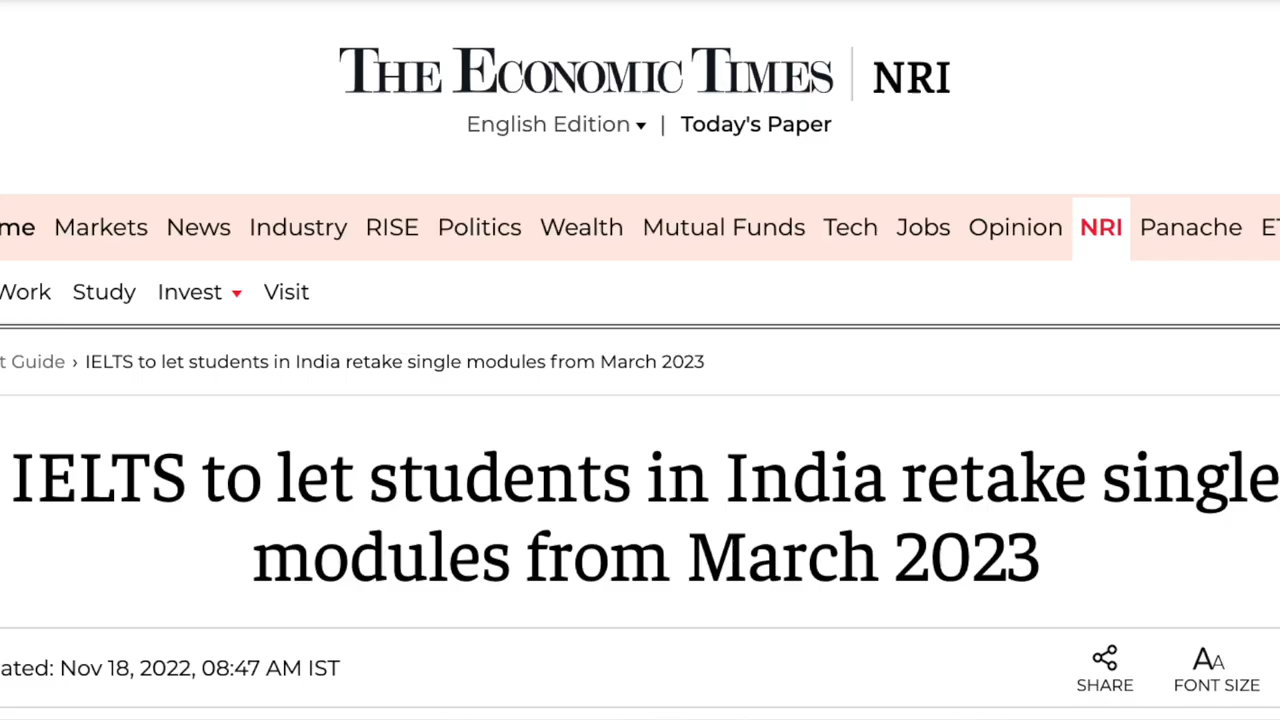 THE ECONOMIC TIMES | NRI
English Edition ▾ | Today's Paper
me Markets News Industry RISE Politics Wealth Mutual Funds Tech Jobs Opinion NRI Panache E
Work Study Invest ▾ Visit
t Guide › IELTS to let students in India retake single modules from March 2023
IELTS to let students in India retake single
modules from March 2023
ated: Nov 18, 2022, 08:47 AM IST
SHARE
AA
FONT SIZE